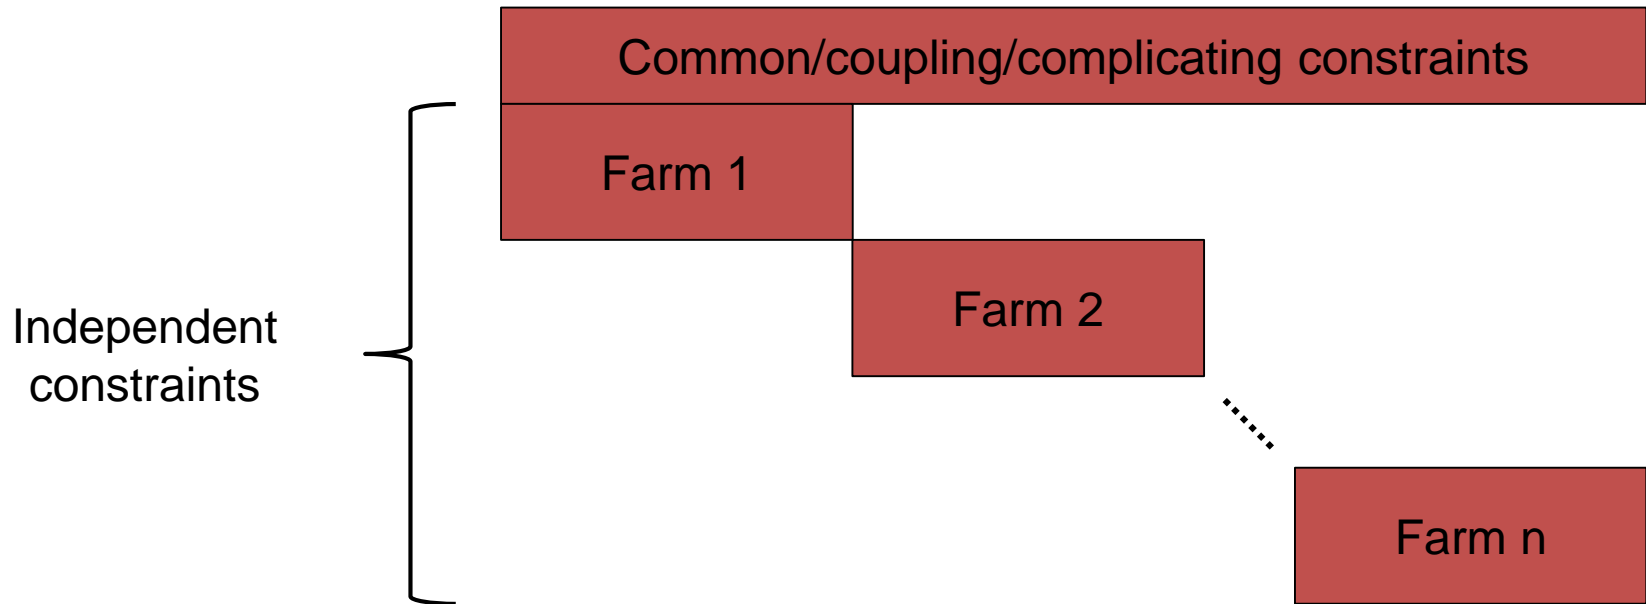 Common/coupling/complicating constraints
Farm 1
Farm 2
Independent
constraints
Farm n